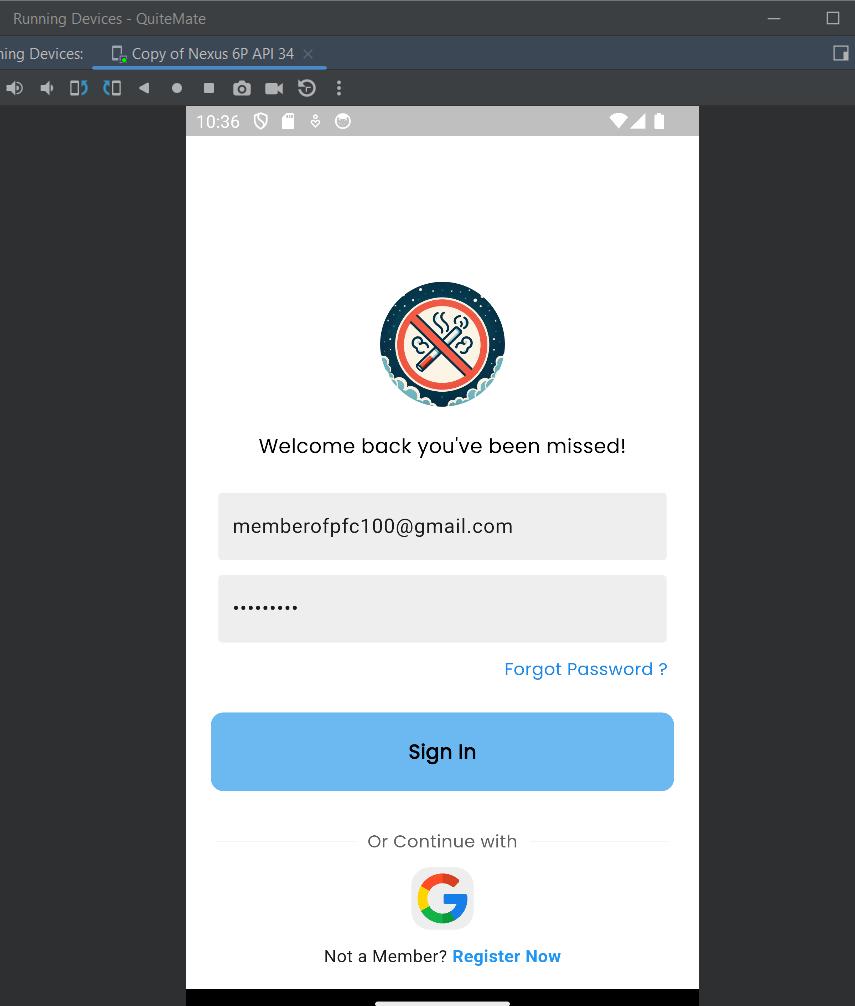 Running Devices - QuiteMate
ning Devices:
Copy of Nexus 6P API 34
10:36
Welcome back you've been missed!
memberofpfc100@gmail.com
•••••••••
Forgot Password ?
Sign In
Or Continue with
Not a Member? Register Now